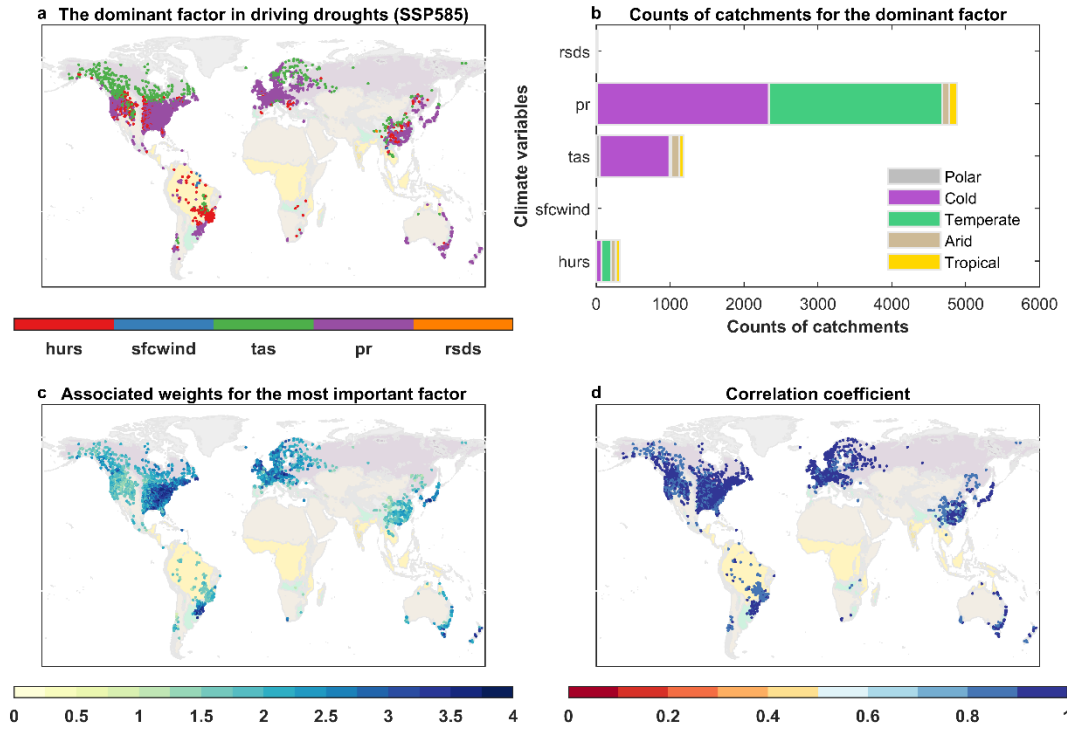 a The dominant factor in driving droughts (SSP585)
hurs sfcwind tas pr rsds
b Counts of catchments for the dominant factor
Climate variables
rsds
pr
tas
sfcwind
hurs
Polar
Cold
Temperate
Arid
Tropical
0 1000 2000 3000 4000 5000 6000
Counts of catchments
c Associated weights for the most important factor
0 0.5 1 1.5 2 2.5 3 3.5 4
d Correlation coefficient
0 0.2 0.4 0.6 0.8 1